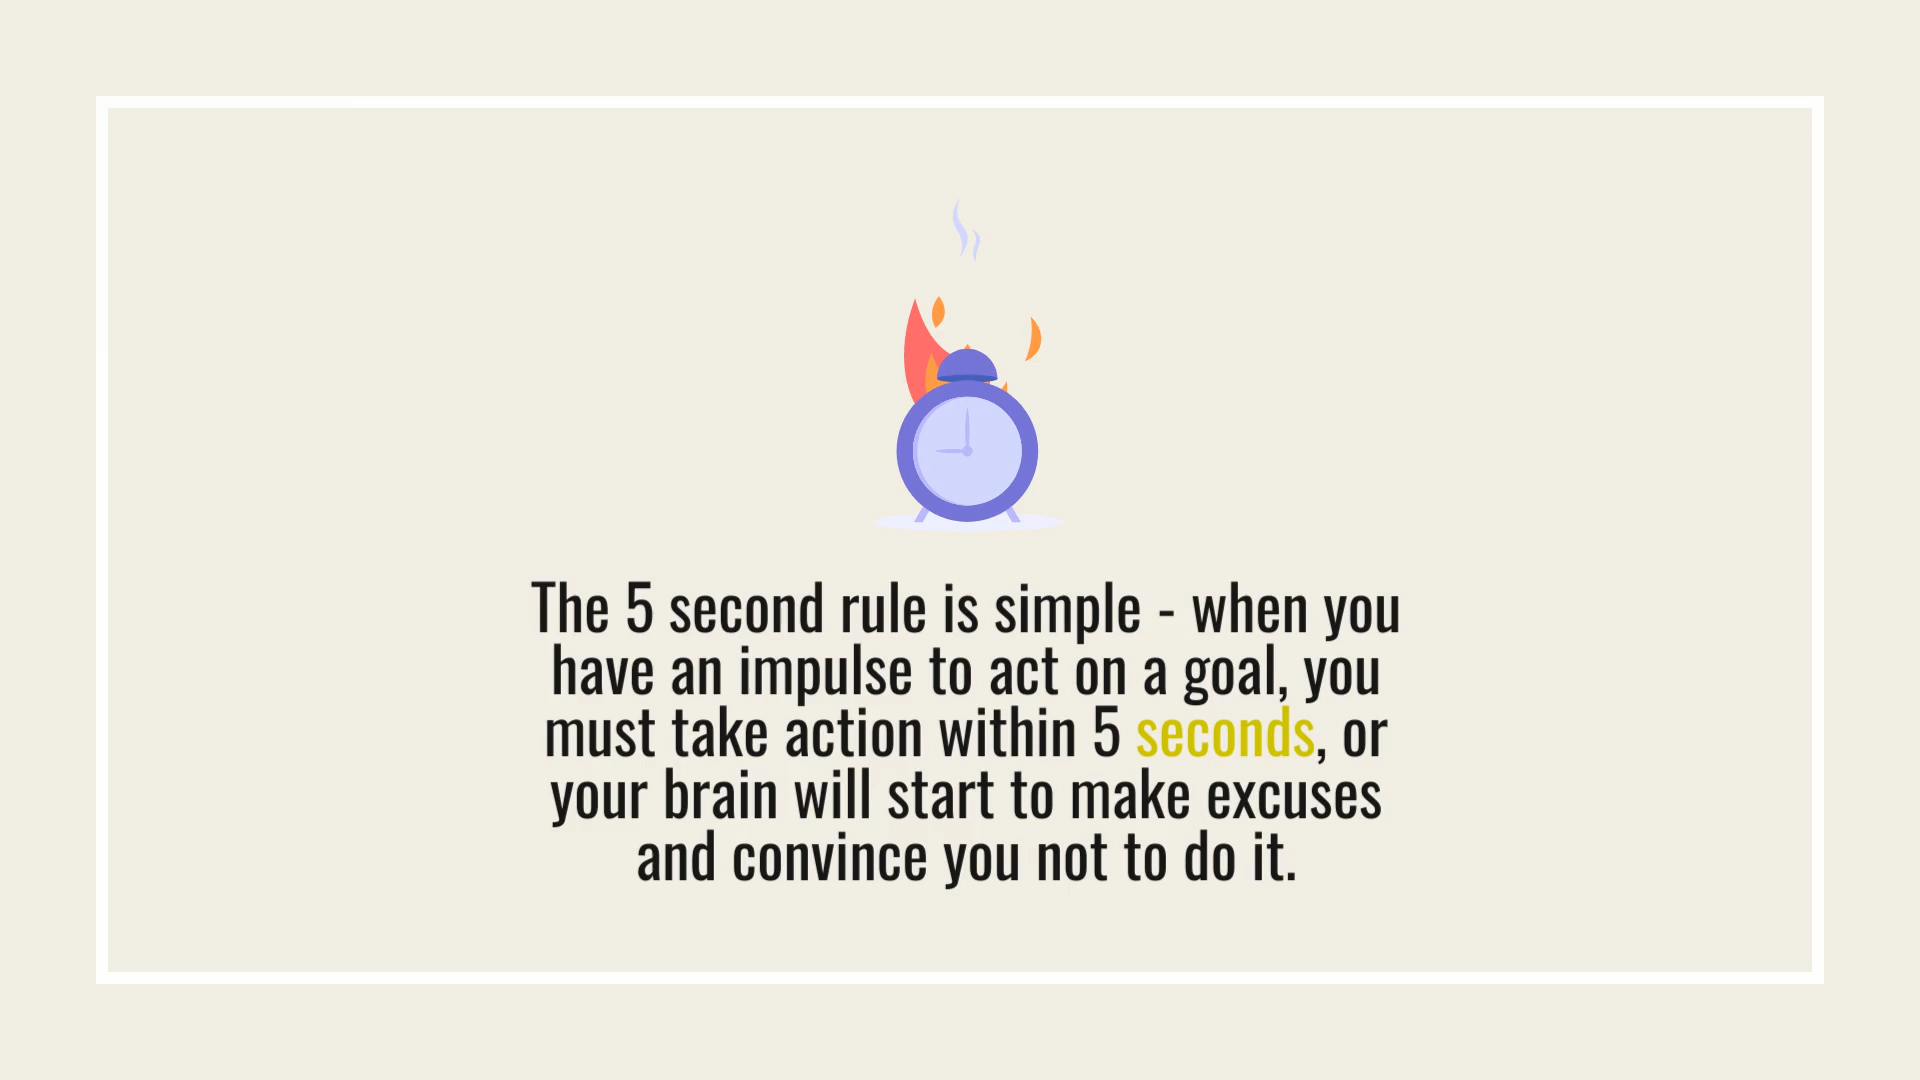 The 5 second rule is simple - when you
have an impulse to act on a goal, you
must take action within 5 seconds, or
your brain will start to make excuses
and convince you not to do it.